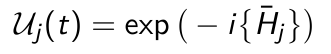 𝒰ⱼ(t) = exp ( − i{H̄ⱼ})